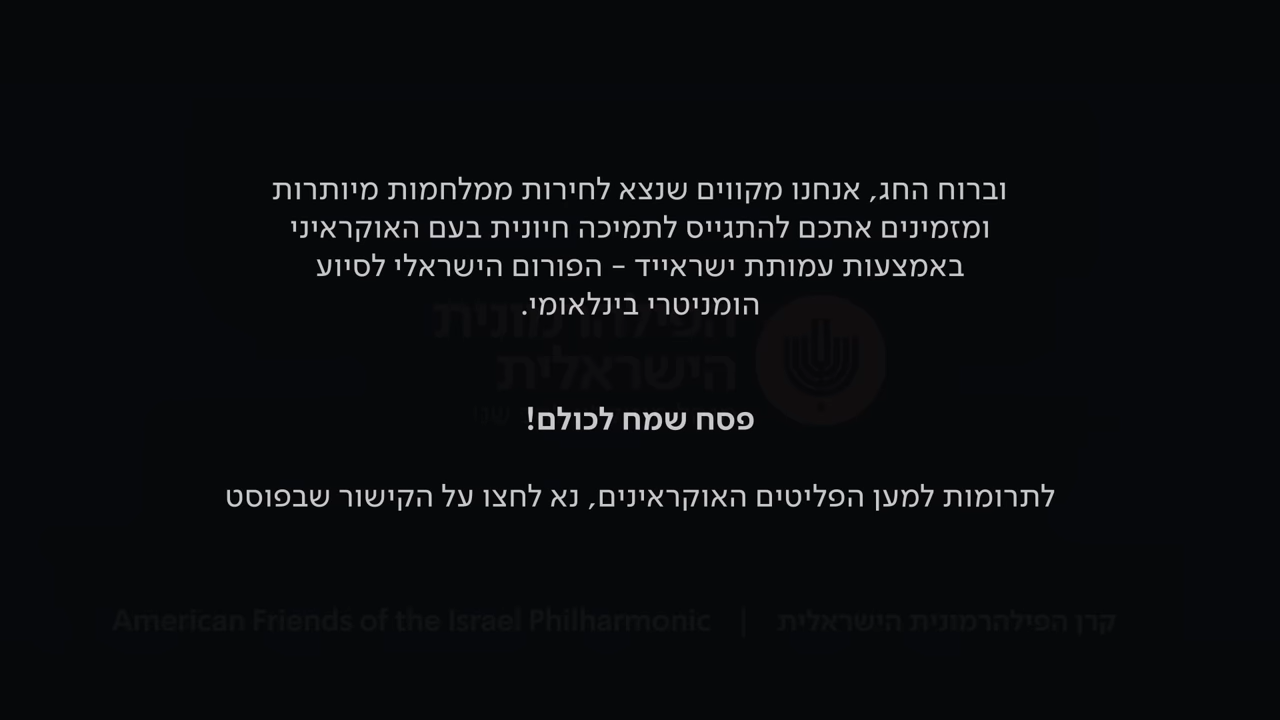 וברוח החג, אנחנו מקווים שנצא לחירות ממלחמות מיותרות
ומזמינים אתכם להתגייס לתמיכה חיונית בעם האוקראיני
באמצעות עמותת ישראייד – הפורום הישראלי לסיוע
הומניטרי בינלאומי.
הפילהרמונית
הישראלית
פסח שמח לכולם!
לתרומות למען הפליטים האוקראינים, נא לחצו על הקישור שבפוסט
American Friends of the Israel Philharmonic | קרן הפילהרמונית הישראלית